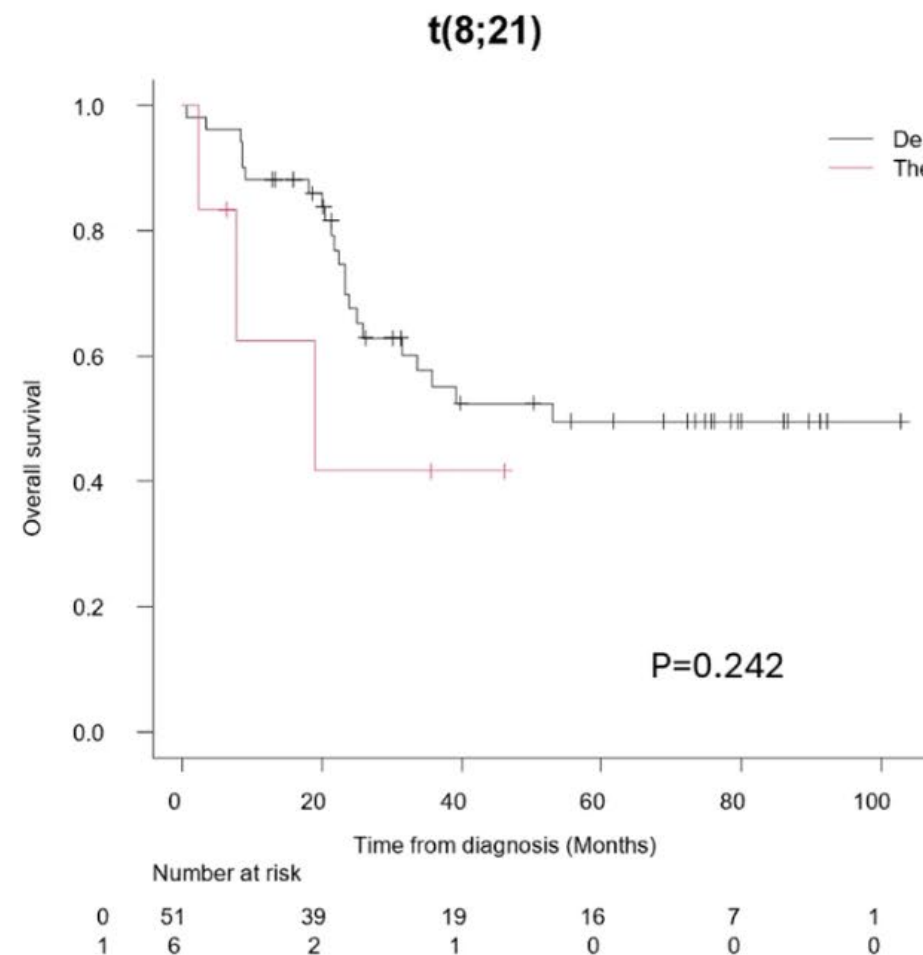 t(8;21)
De
The
1.0
0.8
0.6
0.4
0.2
0.0
Overall survival
P=0.242
0 20 40 60 80 100
Time from diagnosis (Months)
Number at risk
0 51 39 19 16 7 1
1 6 2 1 0 0 0